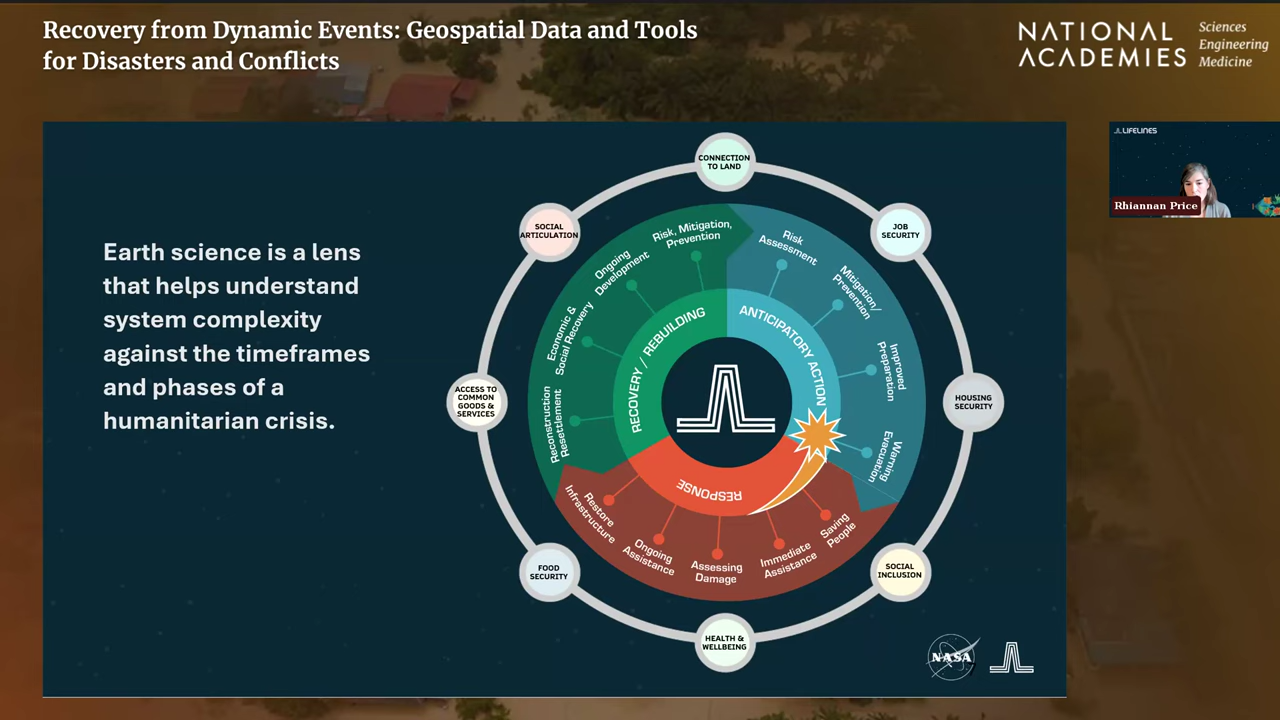 Recovery from Dynamic Events: Geospatial Data and Tools
for Disasters and Conflicts
NATIONAL
ACADEMIES
Sciences
Engineering
Medicine
LIFELINES
Rhiannan Price
Earth science is a lens
that helps understand
system complexity
against the timeframes
and phases of a
humanitarian crisis.
CONNECTION
TO LAND
JOB
SECURITY
HOUSING
SECURITY
SOCIAL
INCLUSION
HEALTH &
WELLBEING
FOOD
SECURITY
ACCESS TO
COMMON
GOODS &
SERVICES
SOCIAL
ARTICULATION
ANTICIPATORY ACTION
Risk
Assessment
Mitigation/
Prevention
Improved
Preparation
Warning
Evacuation
RESPONSE
Saving
People
Immediate
Assistance
Assessing
Damage
Ongoing
Assistance
Restore
Infrastructure
RECOVERY / REBUILDING
Reconstruction
Resettlement
Economic &
Social Recovery
Ongoing
Development
Risk, Mitigation,
Prevention
NASA